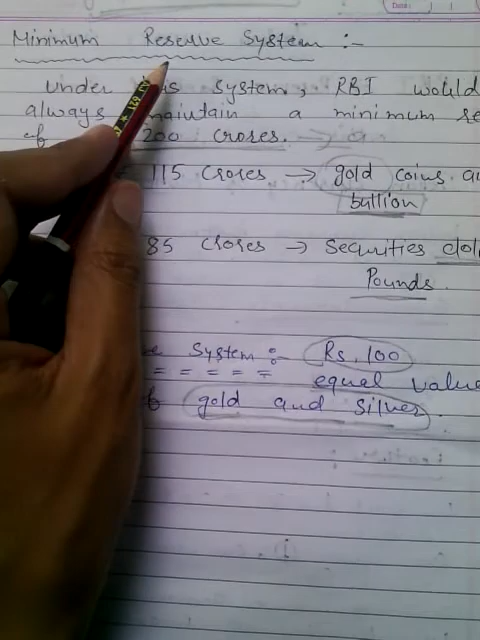 Minimum Reserve System :-
Under system, RBI would
always maintain a minimum
of 200 crores.
115 Crores → gold coins
bullion
85 Crores → Securities
Pounds
System :- Rs. 100
= = = = =
equal value
gold and silver.